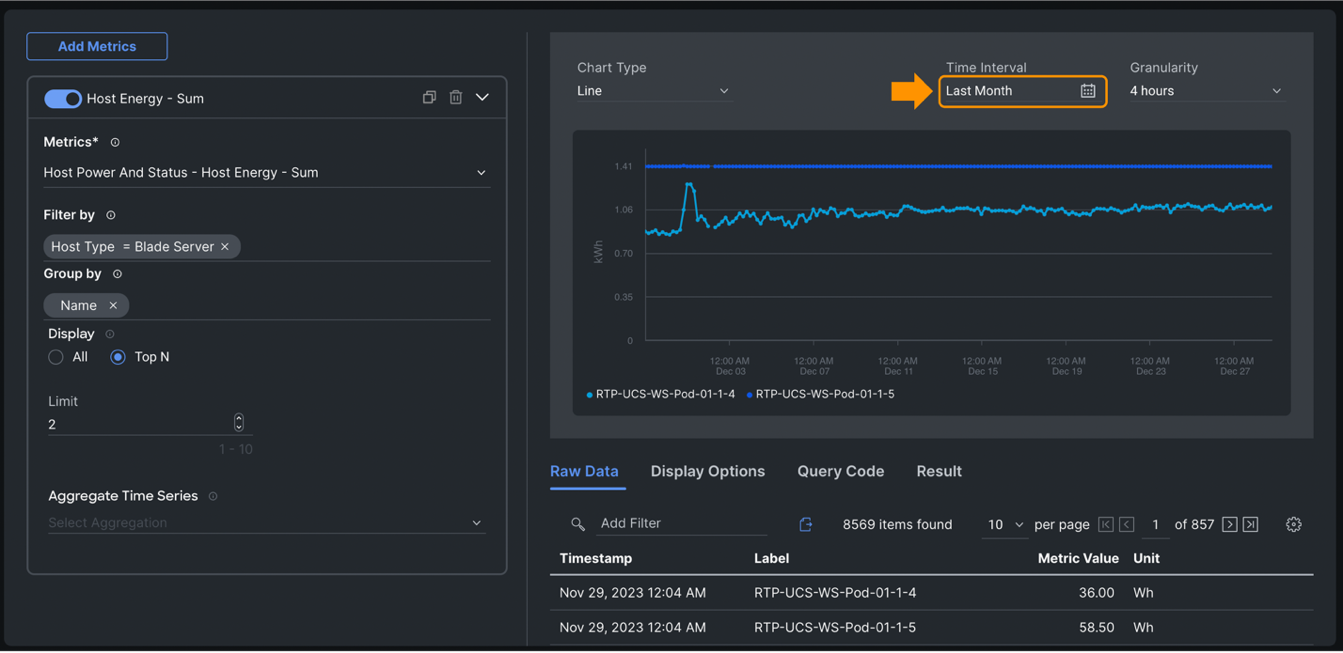 Add Metrics
Host Energy - Sum
Metrics*
Host Power And Status - Host Energy - Sum
Filter by
Host Type = Blade Server ×
Group by
Name ×
Display
All Top N
Limit
2
1 - 10
Aggregate Time Series
Select Aggregation
Chart Type Time Interval Granularity
Line Last Month 4 hours
1.41
1.06
0.70
0.35
0
kWh
12:00 AM 12:00 AM 12:00 AM 12:00 AM 12:00 AM 12:00 AM 12:00 AM
Dec 03 Dec 07 Dec 11 Dec 15 Dec 19 Dec 23 Dec 27
RTP-UCS-WS-Pod-01-1-4 RTP-UCS-WS-Pod-01-1-5
Raw Data Display Options Query Code Result
Add Filter 8569 items found 10 per page 1 of 857
Timestamp Label Metric Value Unit
Nov 29, 2023 12:04 AM RTP-UCS-WS-Pod-01-1-4 36.00 Wh
Nov 29, 2023 12:04 AM RTP-UCS-WS-Pod-01-1-5 58.50 Wh